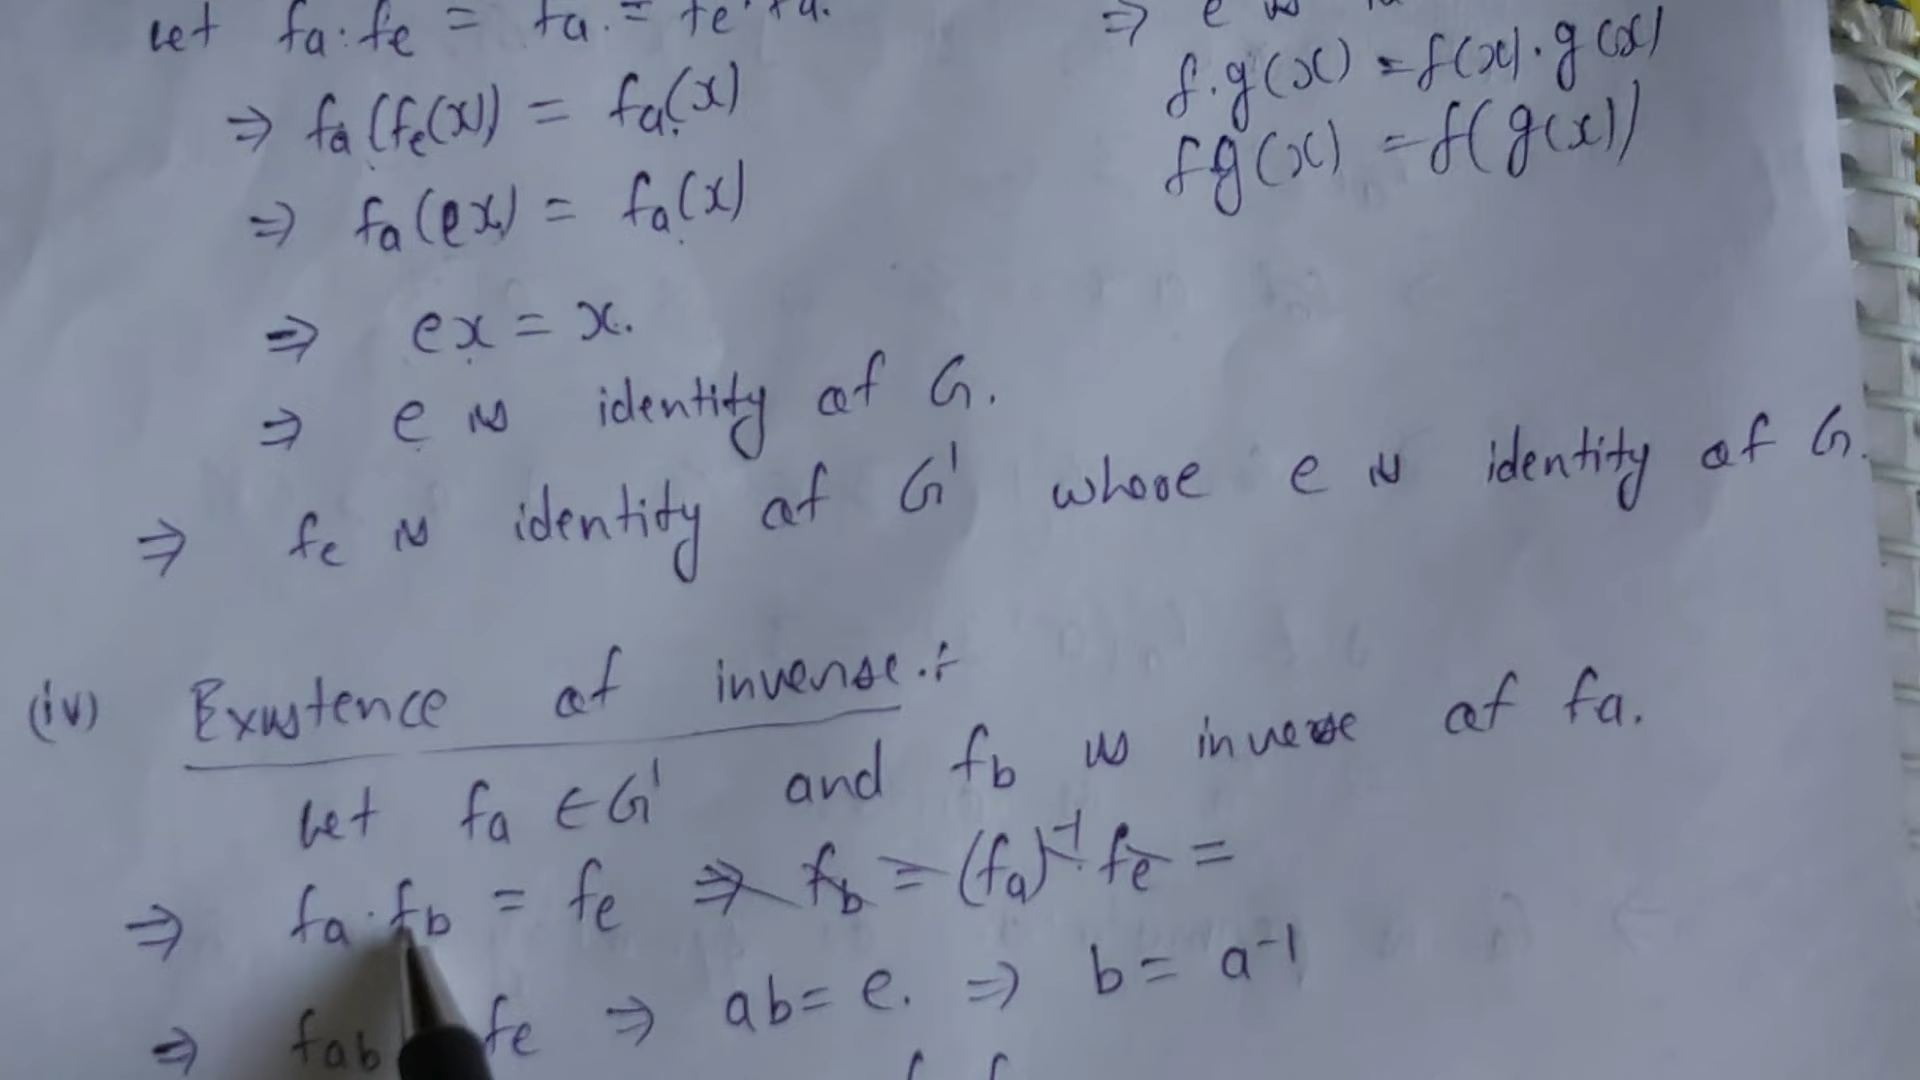 let fa·fe = fa. = fe·fa.
⇒ fa(fe(x)) = fa(x)
⇒ fa(ex) = fa(x)
⇒ ex = x.
⇒ e is identity of G.
⇒ fe is identity of G' whose e is identity of G.
⇒ e is
f.g(x) = f(x).g(x)
fg(x) = f(g(x))
(iv) Existence of inverse :-
let fa ∈ G' and fb is inverse of fa.
⇒ fa·fb = fe ⇒ fb = (fa)⁻¹ fe =
⇒ fab fe ⇒ ab = e. ⇒ b = a⁻¹